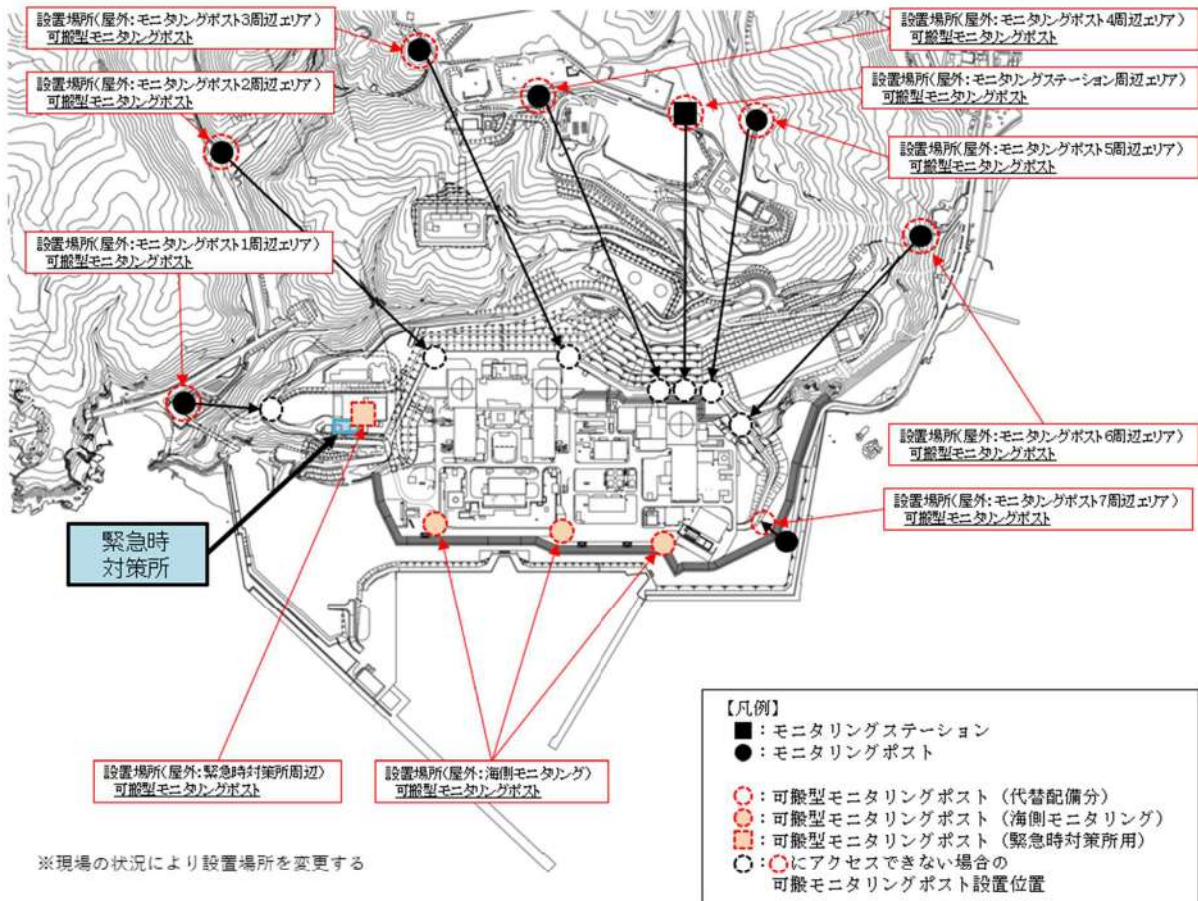 設置場所(屋外:モニタリングポスト3周辺エリア)
可搬型モニタリングポスト
設置場所(屋外:モニタリングポスト4周辺エリア)
可搬型モニタリングポスト
設置場所(屋外:モニタリングポスト2周辺エリア)
可搬型モニタリングポスト
設置場所(屋外:モニタリングステーション周辺エリア)
可搬型モニタリングポスト
設置場所(屋外:モニタリングポスト5周辺エリア)
可搬型モニタリングポスト
設置場所(屋外:モニタリングポスト1周辺エリア)
可搬型モニタリングポスト
設置場所(屋外:モニタリングポスト6周辺エリア)
可搬型モニタリングポスト
設置場所(屋外:モニタリングポスト7周辺エリア)
可搬型モニタリングポスト
緊急時
対策所
設置場所(屋外:緊急時対策所周辺)
可搬型モニタリングポスト
設置場所(屋外:海側モニタリング)
可搬型モニタリングポスト
※現場の状況により設置場所を変更する
【凡例】
■:モニタリングステーション
●:モニタリングポスト
:可搬型モニタリングポスト(代替配備分)
:可搬型モニタリングポスト(海側モニタリング)
:可搬型モニタリングポスト(緊急時対策所用)
:にアクセスできない場合の
可搬モニタリングポスト設置位置